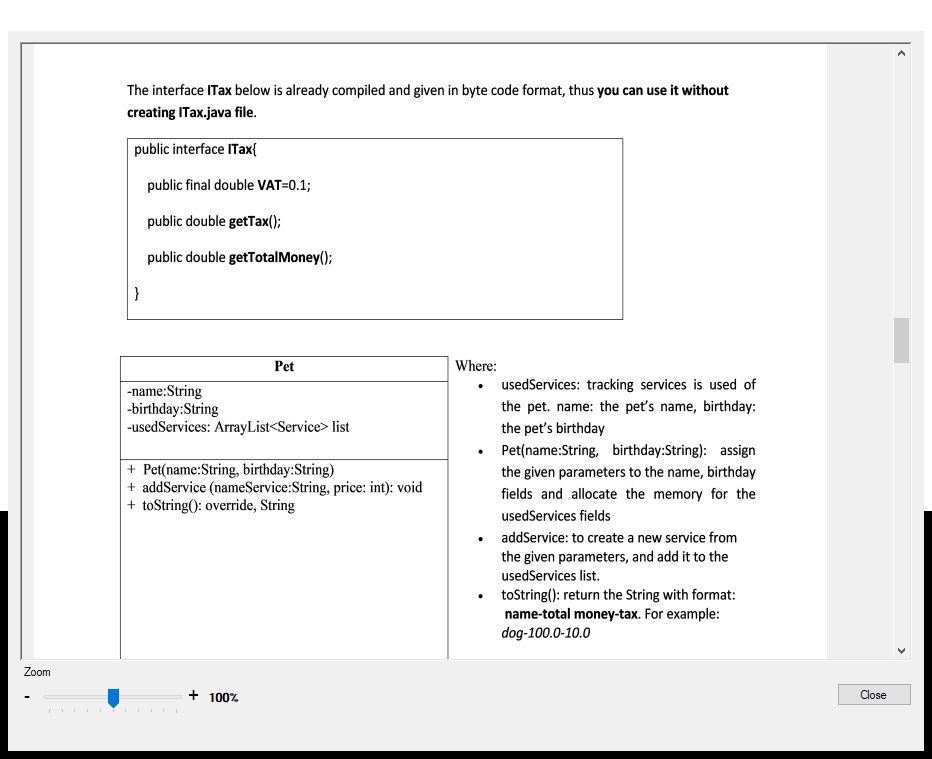 The interface ITax below is already compiled and given in byte code format, thus you can use it without
creating ITax.java file.
public interface ITax{
public final double VAT=0.1;
public double getTax();
public double getTotalMoney();
}
Pet
-name:String
-birthday:String
-usedServices: ArrayList<Service> list
+ Pet(name:String, birthday:String)
+ addService (nameService:String, price: int): void
+ toString(): override, String
Where:
• usedServices: tracking services is used of
the pet. name: the pet's name, birthday:
the pet's birthday
• Pet(name:String, birthday:String): assign
the given parameters to the name, birthday
fields and allocate the memory for the
usedServices fields
• addService: to create a new service from
the given parameters, and add it to the
usedServices list.
• toString(): return the String with format:
name-total money-tax. For example:
dog-100.0-10.0
Zoom
- + 100%
Close